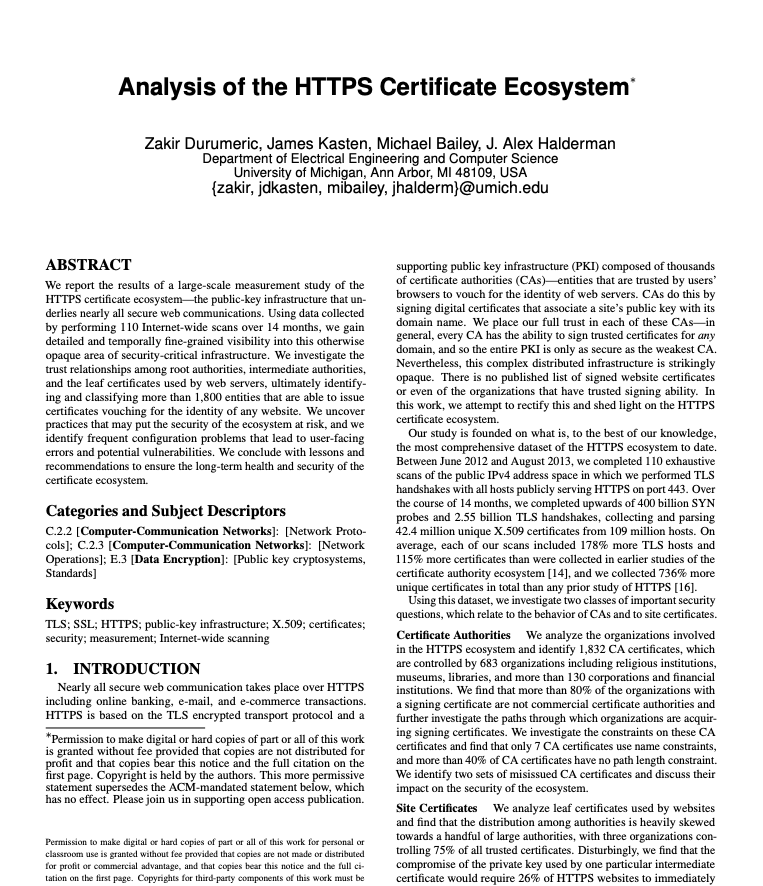 Analysis of the HTTPS Certificate Ecosystem*
Zakir Durumeric, James Kasten, Michael Bailey, J. Alex Halderman
Department of Electrical Engineering and Computer Science
University of Michigan, Ann Arbor, MI 48109, USA
{zakir, jdkasten, mibailey, jhalderm}@umich.edu
ABSTRACT
We report the results of a large-scale measurement study of the
HTTPS certificate ecosystem—the public-key infrastructure that un-
derlies nearly all secure web communications. Using data collected
by performing 110 Internet-wide scans over 14 months, we gain
detailed and temporally fine-grained visibility into this otherwise
opaque area of security-critical infrastructure. We investigate the
trust relationships among root authorities, intermediate authorities,
and the leaf certificates used by web servers, ultimately identify-
ing and classifying more than 1,800 entities that are able to issue
certificates vouching for the identity of any website. We uncover
practices that may put the security of the ecosystem at risk, and we
identify frequent configuration problems that lead to user-facing
errors and potential vulnerabilities. We conclude with lessons and
recommendations to ensure the long-term health and security of the
certificate ecosystem.
Categories and Subject Descriptors
C.2.2 [Computer-Communication Networks]: [Network Proto-
cols]; C.2.3 [Computer-Communication Networks]: [Network
Operations]; E.3 [Data Encryption]: [Public key cryptosystems,
Standards]
Keywords
TLS; SSL; HTTPS; public-key infrastructure; X.509; certificates;
security; measurement; Internet-wide scanning
1. INTRODUCTION
Nearly all secure web communication takes place over HTTPS
including online banking, e-mail, and e-commerce transactions.
HTTPS is based on the TLS encrypted transport protocol and a
*Permission to make digital or hard copies of part or all of this work
is granted without fee provided that copies are not distributed for
profit and that copies bear this notice and the full citation on the
first page. Copyright is held by the authors. This more permissive
statement supersedes the ACM-mandated statement below, which
has no effect. Please join us in supporting open access publication.
Permission to make digital or hard copies of part or all of this work for personal or
classroom use is granted without fee provided that copies are not made or distributed
for profit or commercial advantage, and that copies bear this notice and the full ci-
tation on the first page. Copyrights for third-party components of this work must be
supporting public key infrastructure (PKI) composed of thousands
of certificate authorities (CAs)—entities that are trusted by users'
browsers to vouch for the identity of web servers. CAs do this by
signing digital certificates that associate a site's public key with its
domain name. We place our full trust in each of these CAs—in
general, every CA has the ability to sign trusted certificates for any
domain, and so the entire PKI is only as secure as the weakest CA.
Nevertheless, this complex distributed infrastructure is strikingly
opaque. There is no published list of signed website certificates
or even of the organizations that have trusted signing ability. In
this work, we attempt to rectify this and shed light on the HTTPS
certificate ecosystem.
Our study is founded on what is, to the best of our knowledge,
the most comprehensive dataset of the HTTPS ecosystem to date.
Between June 2012 and August 2013, we completed 110 exhaustive
scans of the public IPv4 address space in which we performed TLS
handshakes with all hosts publicly serving HTTPS on port 443. Over
the course of 14 months, we completed upwards of 400 billion SYN
probes and 2.55 billion TLS handshakes, collecting and parsing
42.4 million unique X.509 certificates from 109 million hosts. On
average, each of our scans included 178% more TLS hosts and
115% more certificates than were collected in earlier studies of the
certificate authority ecosystem [14], and we collected 736% more
unique certificates in total than any prior study of HTTPS [16].
Using this dataset, we investigate two classes of important security
questions, which relate to the behavior of CAs and to site certificates.
Certificate Authorities We analyze the organizations involved
in the HTTPS ecosystem and identify 1,832 CA certificates, which
are controlled by 683 organizations including religious institutions,
museums, libraries, and more than 130 corporations and financial
institutions. We find that more than 80% of the organizations with
a signing certificate are not commercial certificate authorities and
further investigate the paths through which organizations are acquir-
ing signing certificates. We investigate the constraints on these CA
certificates and find that only 7 CA certificates use name constraints,
and more than 40% of CA certificates have no path length constraint.
We identify two sets of misissued CA certificates and discuss their
impact on the security of the ecosystem.
Site Certificates We analyze leaf certificates used by websites
and find that the distribution among authorities is heavily skewed
towards a handful of large authorities, with three organizations con-
trolling 75% of all trusted certificates. Disturbingly, we find that the
compromise of the private key used by one particular intermediate
certificate would require 26% of HTTPS websites to immediately